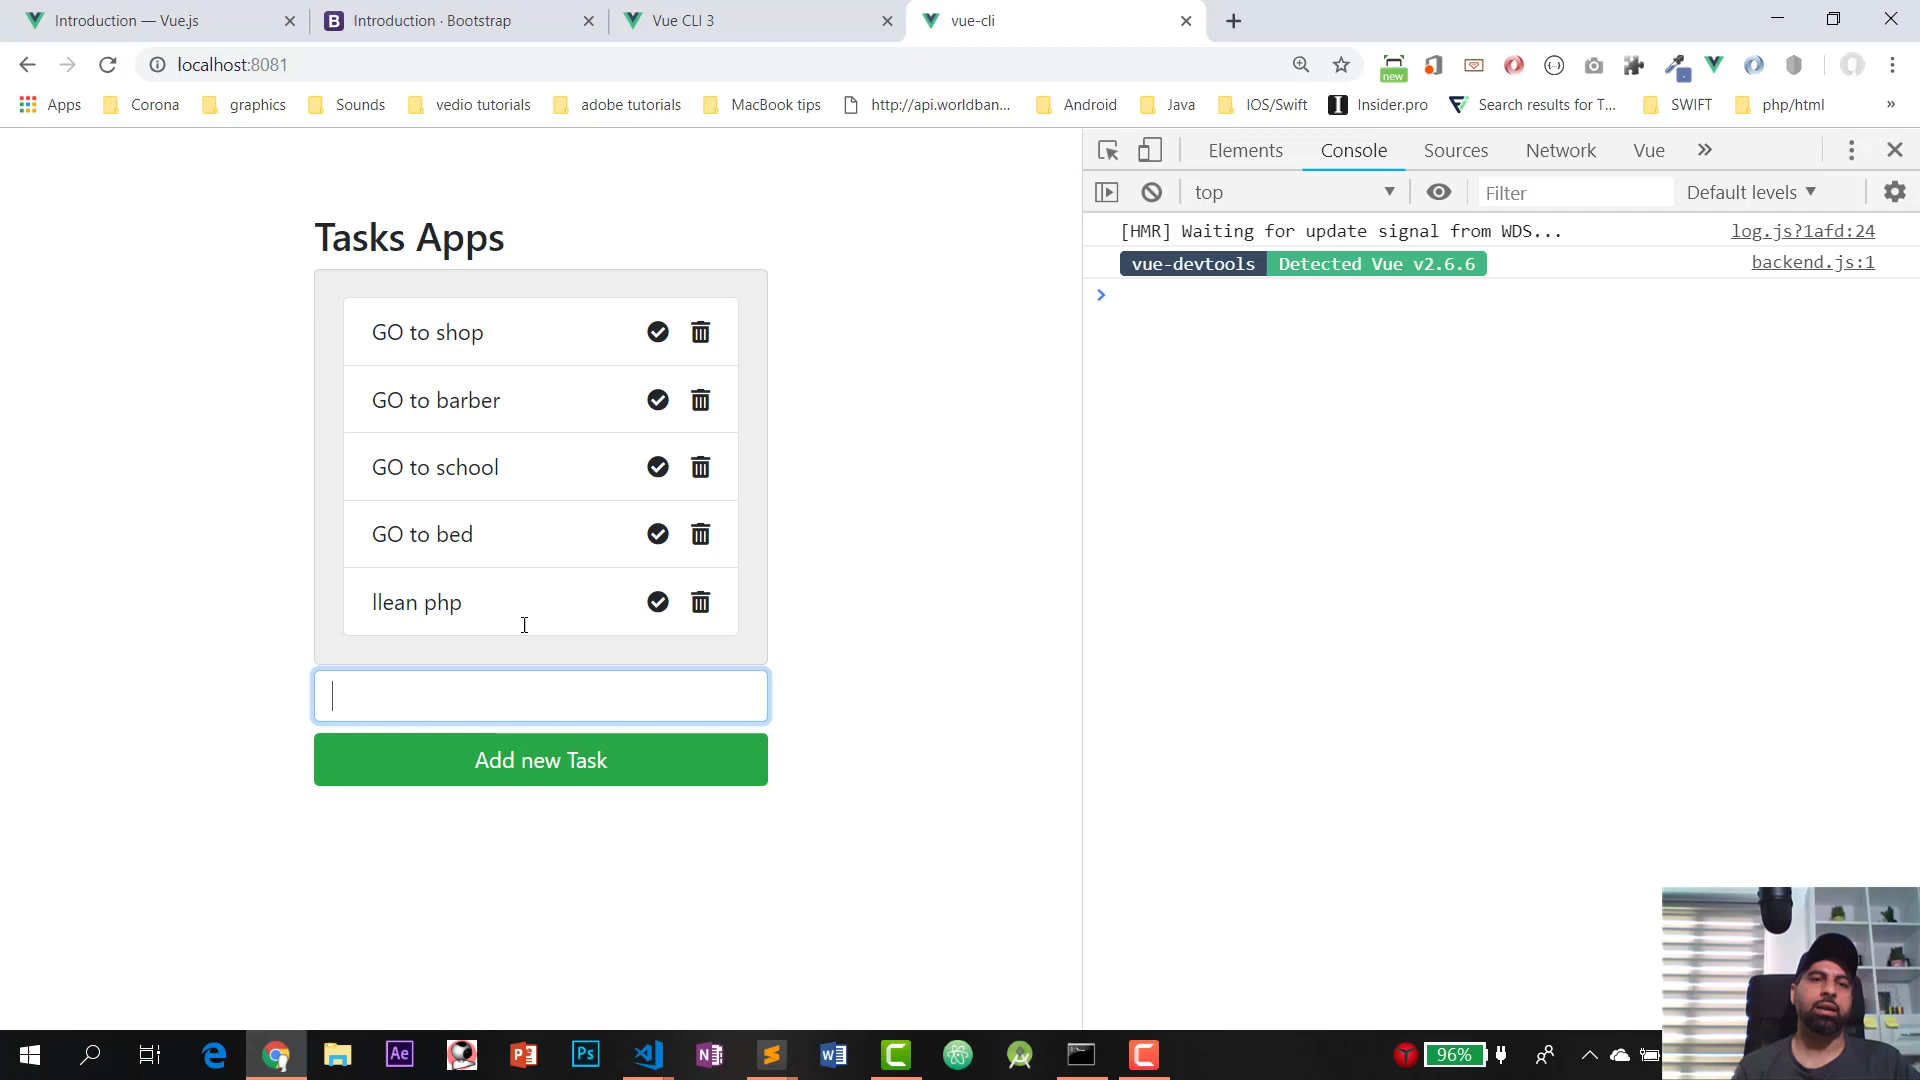 Introduction — Vue.js
Introduction · Bootstrap
Vue CLI 3
vue-cli
localhost:8081
new
Apps
Corona
graphics
Sounds
vedio tutorials
adobe tutorials
MacBook tips
http://api.worldban...
Android
Java
IOS/Swift
Insider.pro
Search results for T...
SWIFT
php/html
»
Elements
Console
Sources
Network
Vue
top
Filter
Default levels
[HMR] Waiting for update signal from WDS...
log.js?1afd:24
vue-devtools
Detected Vue v2.6.6
backend.js:1
Tasks Apps
GO to shop
GO to barber
GO to school
GO to bed
llean php
Add new Task
96%